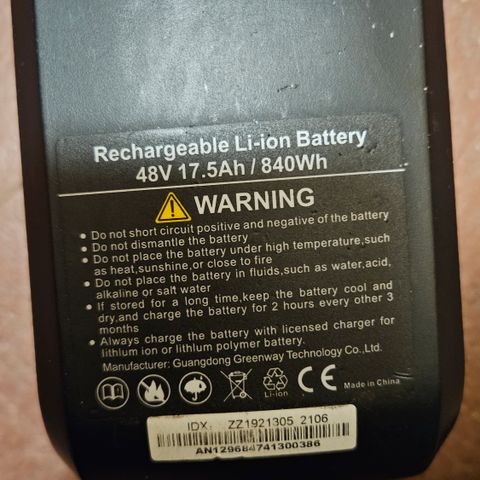 Rechargeable Li-ion Battery
48V 17.5Ah / 840Wh
WARNING
• Do not short circuit positive and negative of the battery
• Do not dismantle the battery
• Do not place the battery under high temperature,such
as heat,sunshine,or close to fire
• Do not place the battery in fluids,such as water,acid,
alkaline or salt water
• If stored for a long time,keep the battery cool and
dry,and charge the battery for 2 hours every other 3
months
• Always charge the battery with licensed charger for
lithium ion or lithlum polymer battery.
Manufacturer: Guangdong Greenway Technology Co.,Ltd.
Li-ion
CE
Made in China
IDX: ZZ1921305 2106
AN129684741300386